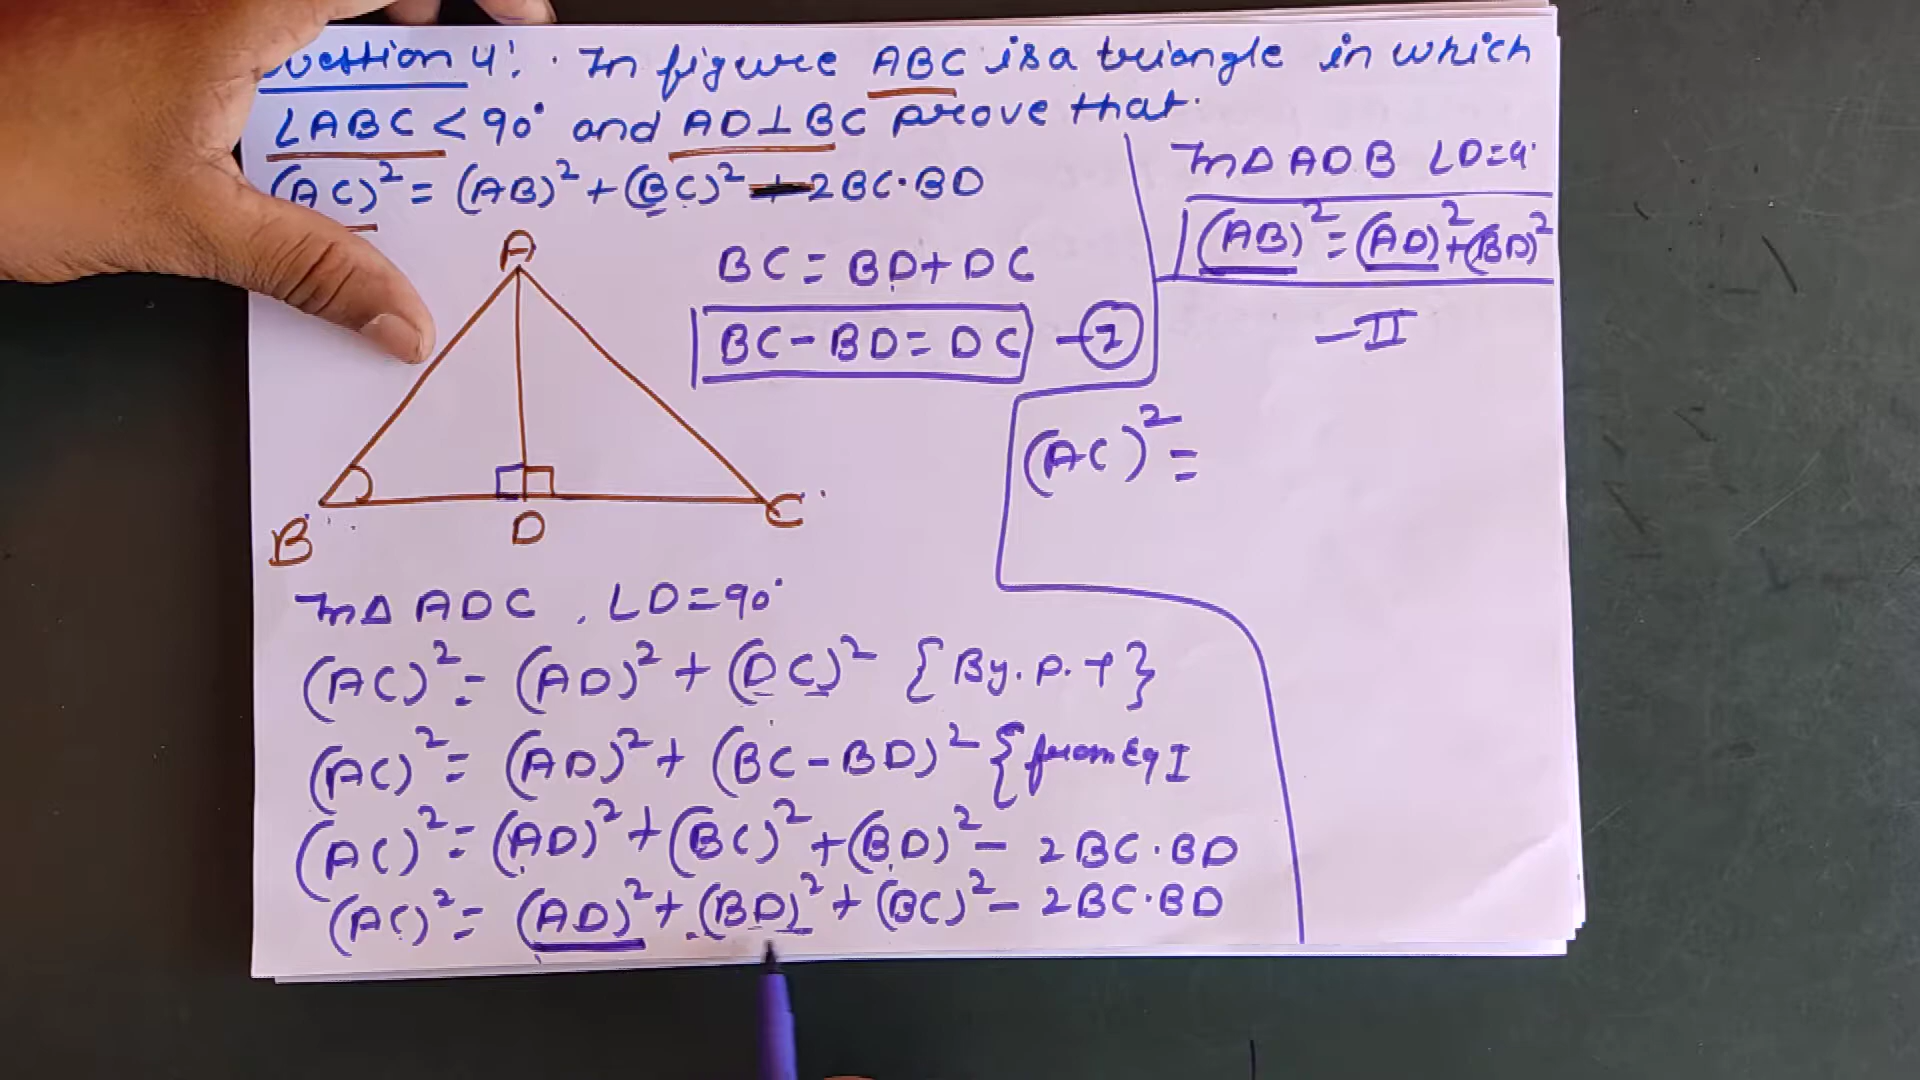 uestion 4: In figure ABC is a triangle in which
∠ABC < 90° and AD⊥BC prove that
(AC)² = (AB)² + (BC)² - 2BC·BD
A
B
D
C
BC = BD + DC
BC - BD = DC - I
In Δ ADC, ∠D = 90°
(AC)² = (AD)² + (DC)² {By. P. T}
(AC)² = (AD)² + (BC - BD)² {from Eq I
(AC)² = (AD)² + (BC)² + (BD)² - 2BC·BD
(AC)² = (AD)² + (BD)² + (BC)² - 2BC·BD
In Δ ADB ∠D = 9
(AB)² = (AD)² + (BD)²
- II
(AC)² =